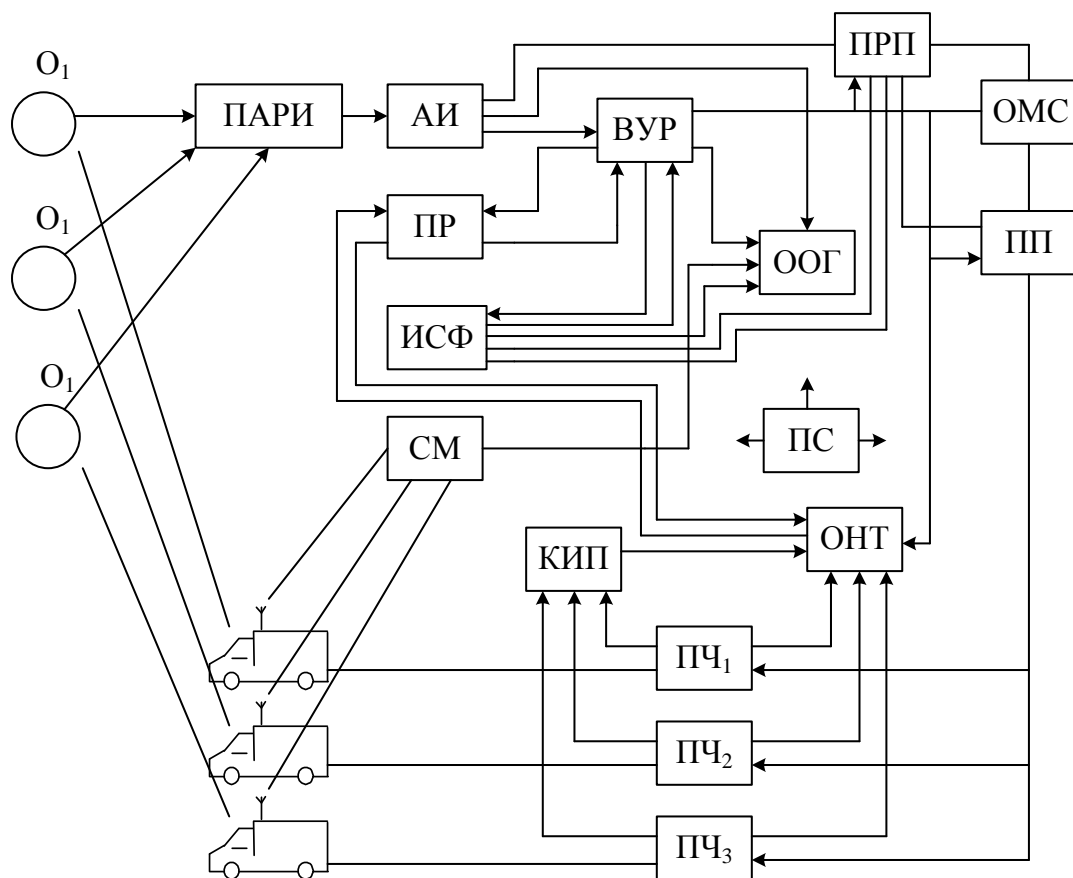 ПРП
O₁
ПАРИ
АИ
ВУР
ОМС
O₁
ПР
ООГ
ПП
ИСФ
O₁
СМ
ПС
КИП
ОНТ
ПЧ₁
ПЧ₂
ПЧ₃